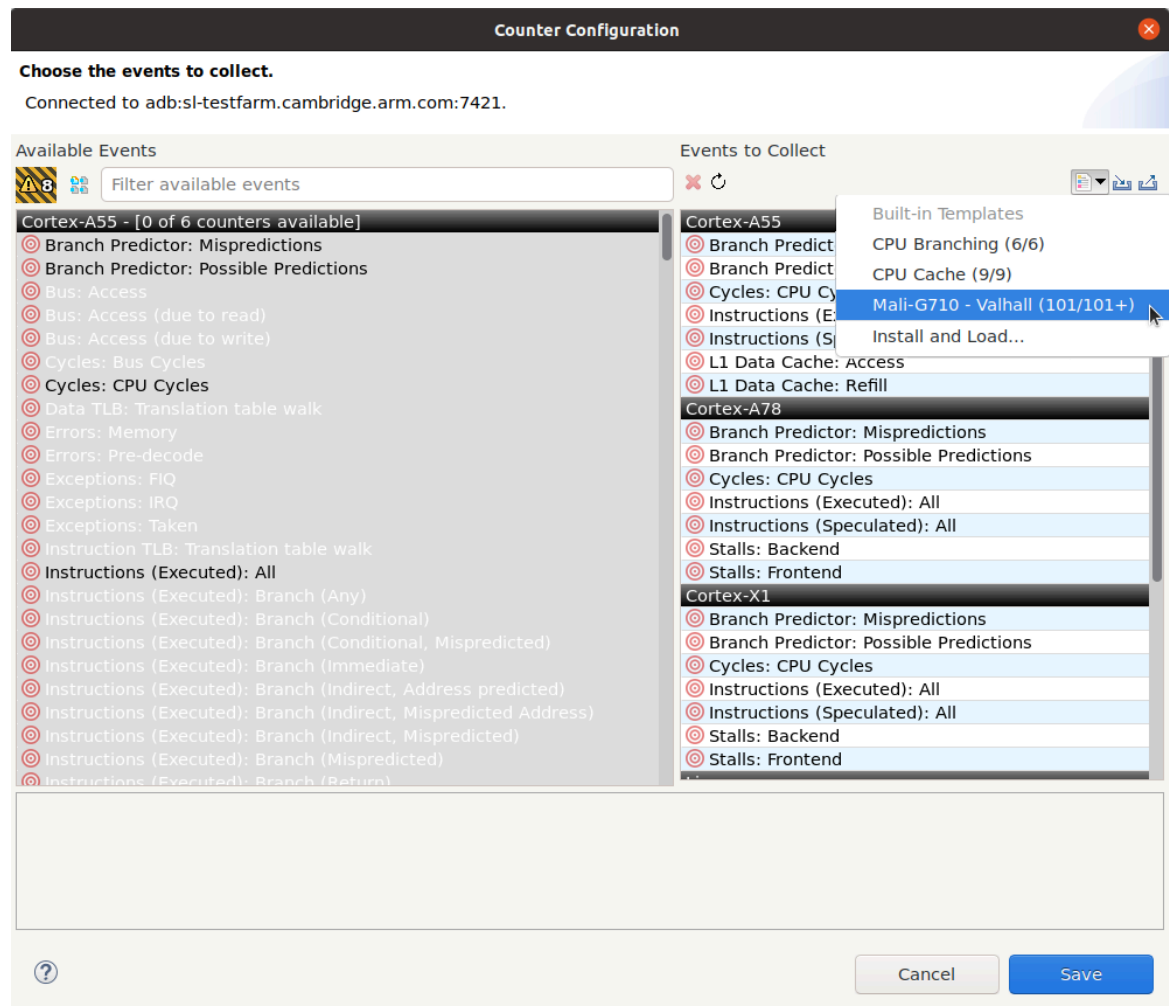 Counter Configuration
Choose the events to collect.
Connected to adb:sl-testfarm.cambridge.arm.com:7421.
Available Events
8
Filter available events
Cortex-A55 - [0 of 6 counters available]
Branch Predictor: Mispredictions
Branch Predictor: Possible Predictions
Bus: Access
Bus: Access (due to read)
Bus: Access (due to write)
Cycles: Bus Cycles
Cycles: CPU Cycles
Data TLB: Translation table walk
Errors: Memory
Errors: Pre-decode
Exceptions: FIQ
Exceptions: IRQ
Exceptions: Taken
Instruction TLB: Translation table walk
Instructions (Executed): All
Instructions (Executed): Branch (Any)
Instructions (Executed): Branch (Conditional)
Instructions (Executed): Branch (Conditional, Mispredicted)
Instructions (Executed): Branch (Immediate)
Instructions (Executed): Branch (Indirect, Address predicted)
Instructions (Executed): Branch (Indirect, Mispredicted Address)
Instructions (Executed): Branch (Indirect, Mispredicted)
Instructions (Executed): Branch (Mispredicted)
Instructions (Executed): Branch (Return)
Events to Collect
Built-in Templates
CPU Branching (6/6)
CPU Cache (9/9)
Mali-G710 - Valhall (101/101+)
Install and Load...
Cortex-A55
Branch Predict
Branch Predict
Cycles: CPU Cy
Instructions (E
Instructions (S
L1 Data Cache: Access
L1 Data Cache: Refill
Cortex-A78
Branch Predictor: Mispredictions
Branch Predictor: Possible Predictions
Cycles: CPU Cycles
Instructions (Executed): All
Instructions (Speculated): All
Stalls: Backend
Stalls: Frontend
Cortex-X1
Branch Predictor: Mispredictions
Branch Predictor: Possible Predictions
Cycles: CPU Cycles
Instructions (Executed): All
Instructions (Speculated): All
Stalls: Backend
Stalls: Frontend
?
Cancel
Save